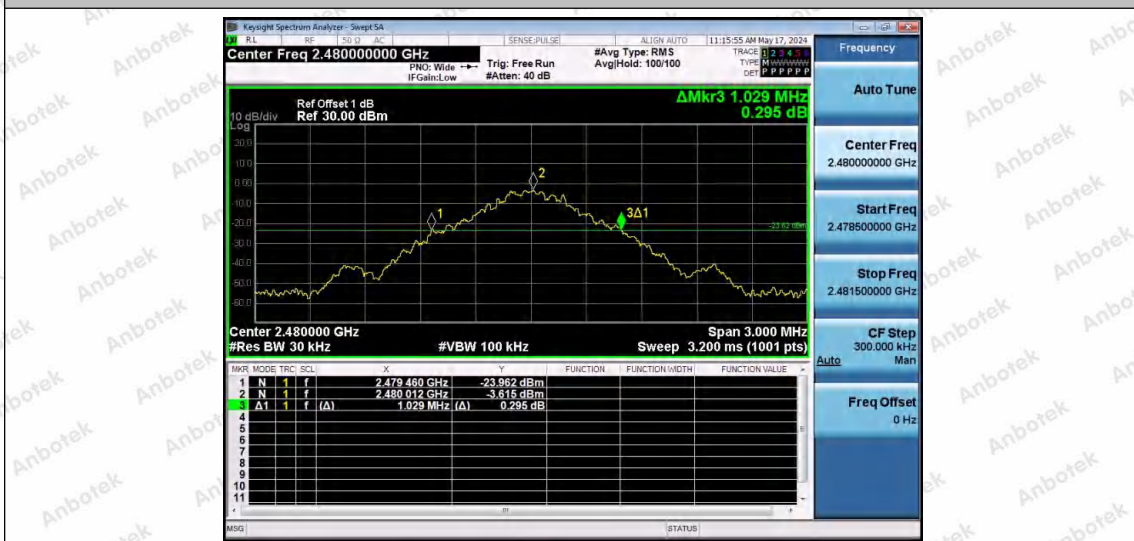 Keysight Spectrum Analyzer - Swept SA
RL RF 50 Ω AC SENSE:PULSE ALIGN AUTO 11:15:55 AM May 17, 2024
Center Freq 2.480000000 GHz
PNO: Wide
IFGain:Low
Trig: Free Run
#Atten: 40 dB
#Avg Type: RMS
Avg|Hold: 100/100
TRACE 1 2 3 4 5 6
TYPE M W W W W W
DET P P P P P P
Ref Offset 1 dB
Ref 30.00 dBm
10 dB/div
Log
ΔMkr3 1.029 MHz
0.295 dB
20.0
10.0
0.00
-10.0
-20.0
-30.0
-40.0
-50.0
-60.0
1
2
3Δ1
-23.62 dBm
Center 2.480000 GHz Span 3.000 MHz
#Res BW 30 kHz #VBW 100 kHz Sweep 3.200 ms (1001 pts)
MKR MODE TRC SCL X Y FUNCTION FUNCTION WIDTH FUNCTION VALUE
1 N 1 f 2.479 460 GHz -23.962 dBm
2 N 1 f 2.480 012 GHz -3.615 dBm
3 Δ1 1 f (Δ) 1.029 MHz (Δ) 0.295 dB
4
5
6
7
8
9
10
11
MSG STATUS
Frequency
Auto Tune
Center Freq
2.480000000 GHz
Start Freq
2.478500000 GHz
Stop Freq
2.481500000 GHz
CF Step
300.000 kHz
Auto Man
Freq Offset
0 Hz
Anbotek